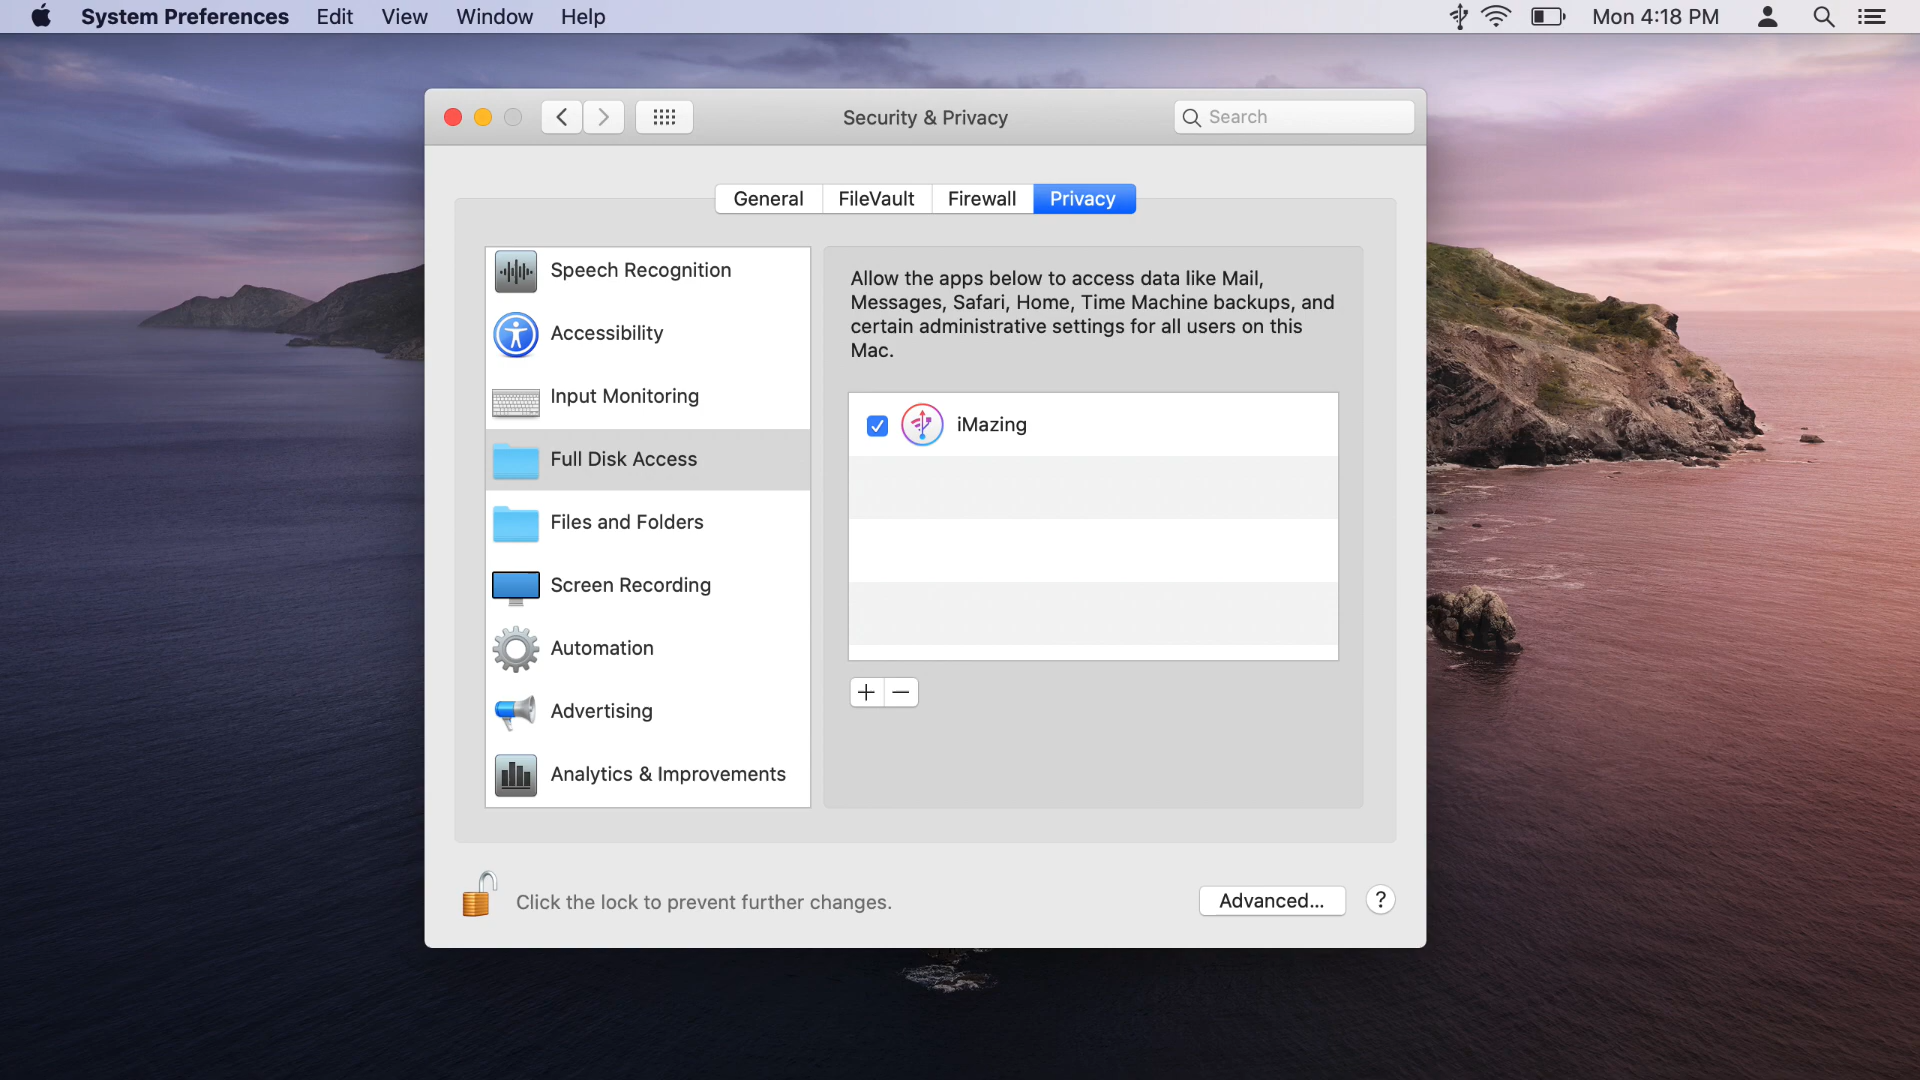 System Preferences Edit View Window Help Mon 4:18 PM
Security & Privacy
Search
General FileVault Firewall Privacy
Speech Recognition
Accessibility
Input Monitoring
Full Disk Access
Files and Folders
Screen Recording
Automation
Advertising
Analytics & Improvements
Allow the apps below to access data like Mail,
Messages, Safari, Home, Time Machine backups, and
certain administrative settings for all users on this
Mac.
iMazing
+ −
Click the lock to prevent further changes.
Advanced... ?